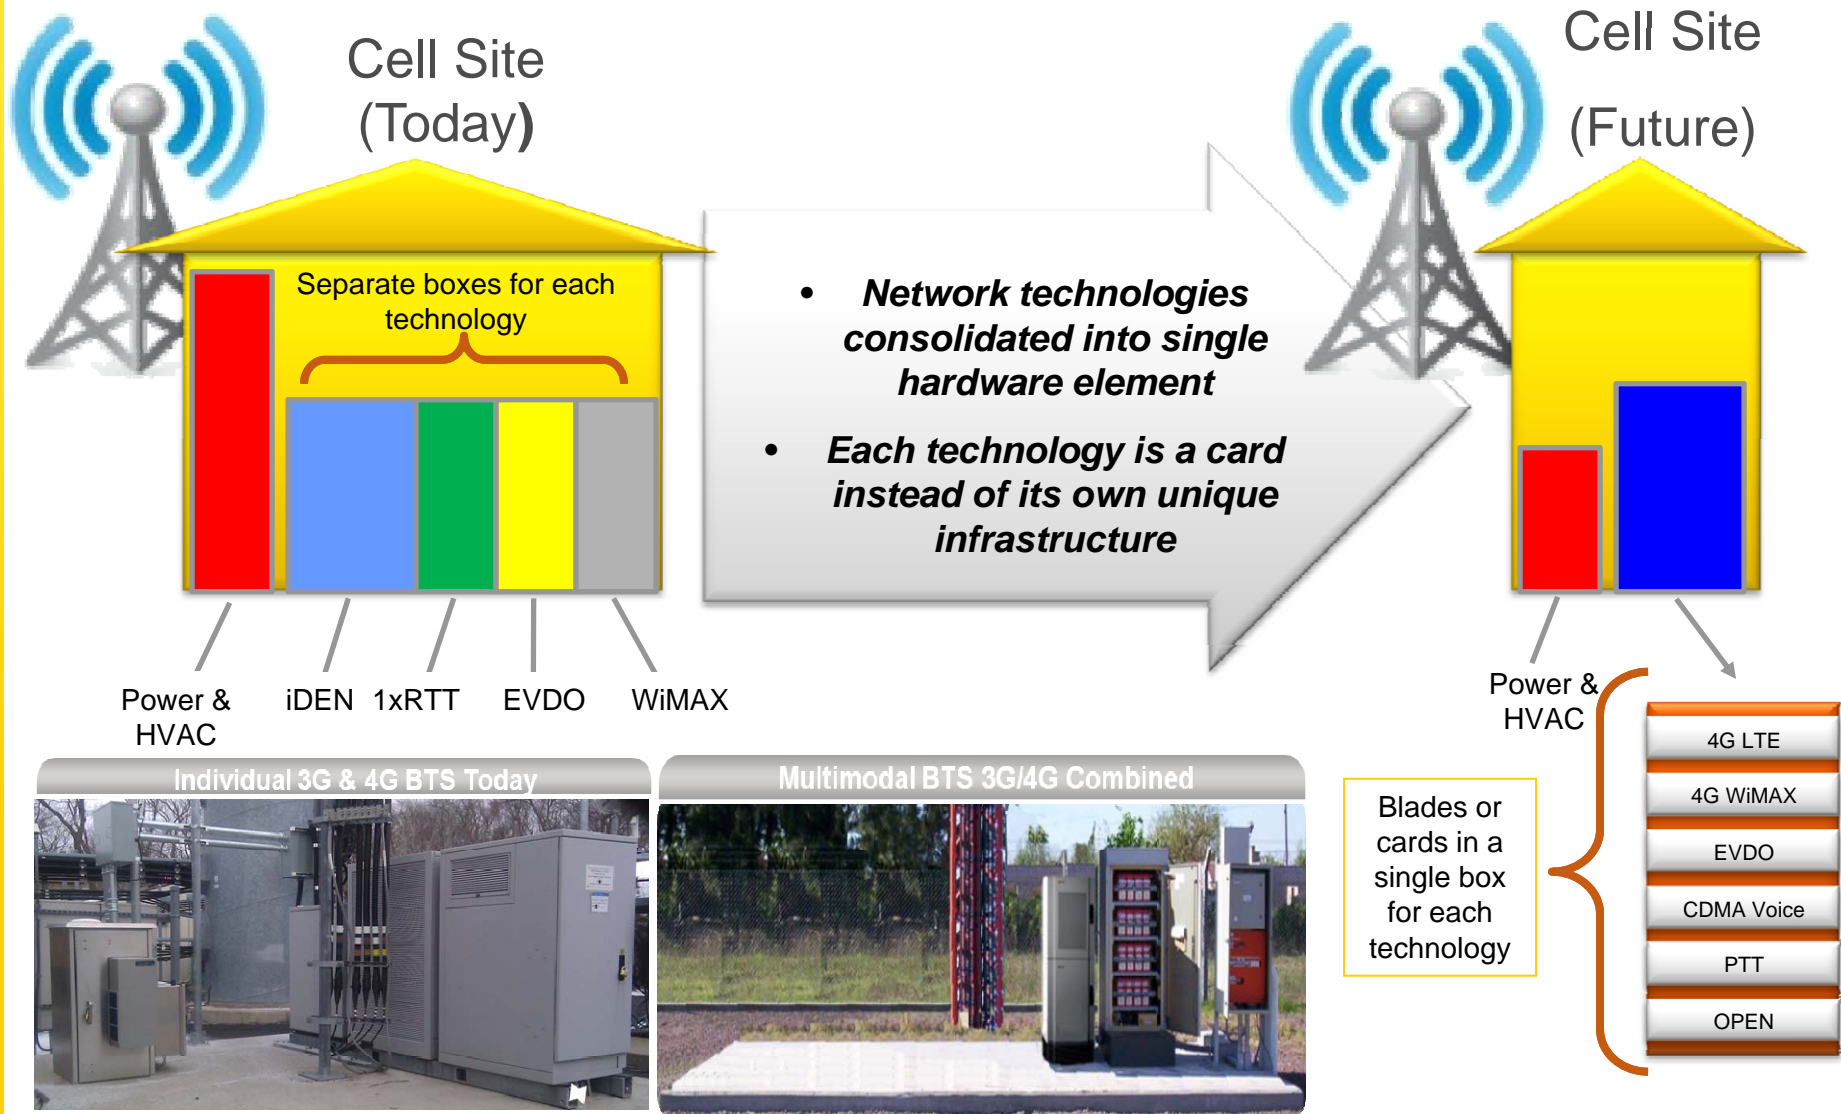 Cell Site
(Today)
Separate boxes for each
technology
Power &
HVAC
iDEN
1xRTT
EVDO
WiMAX
• Network technologies
consolidated into single
hardware element
• Each technology is a card
instead of its own unique
infrastructure
Cell Site
(Future)
Power &
HVAC
Blades or
cards in a
single box
for each
technology
4G LTE
4G WiMAX
EVDO
CDMA Voice
PTT
OPEN
Individual 3G & 4G BTS Today
Multimodal BTS 3G/4G Combined